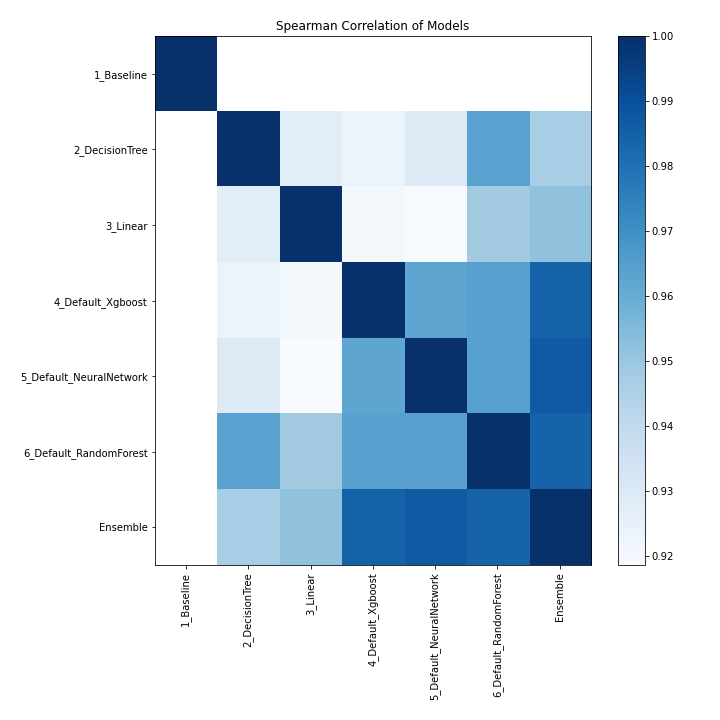 Spearman Correlation of Models
1_Baseline
2_DecisionTree
3_Linear
4_Default_Xgboost
5_Default_NeuralNetwork
6_Default_RandomForest
Ensemble
1_Baseline
2_DecisionTree
3_Linear
4_Default_Xgboost
5_Default_NeuralNetwork
6_Default_RandomForest
Ensemble
1.00
0.99
0.98
0.97
0.96
0.95
0.94
0.93
0.92